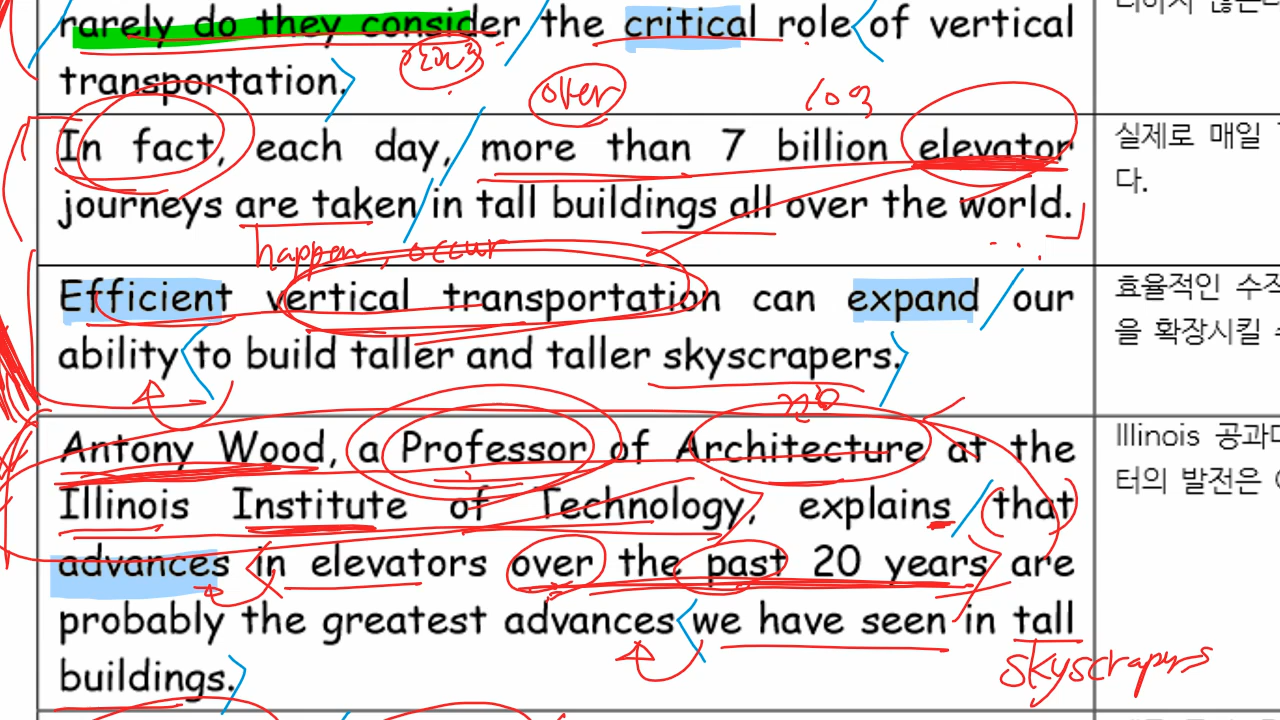 rarely do they consider the critical role of vertical
transportation.
over
10억
In fact, each day, more than 7 billion elevator
journeys are taken in tall buildings all over the world.
happen, occur
Efficient vertical transportation can expand our
ability to build taller and taller skyscrapers.
Antony Wood, a Professor of Architecture at the
Illinois Institute of Technology, explains that
advances in elevators over the past 20 years are
probably the greatest advances we have seen in tall
buildings.
skyscrapers
실제로 매일
다.
효율적인 수직
을 확장시킬
Illinois 공과
터의 발전은